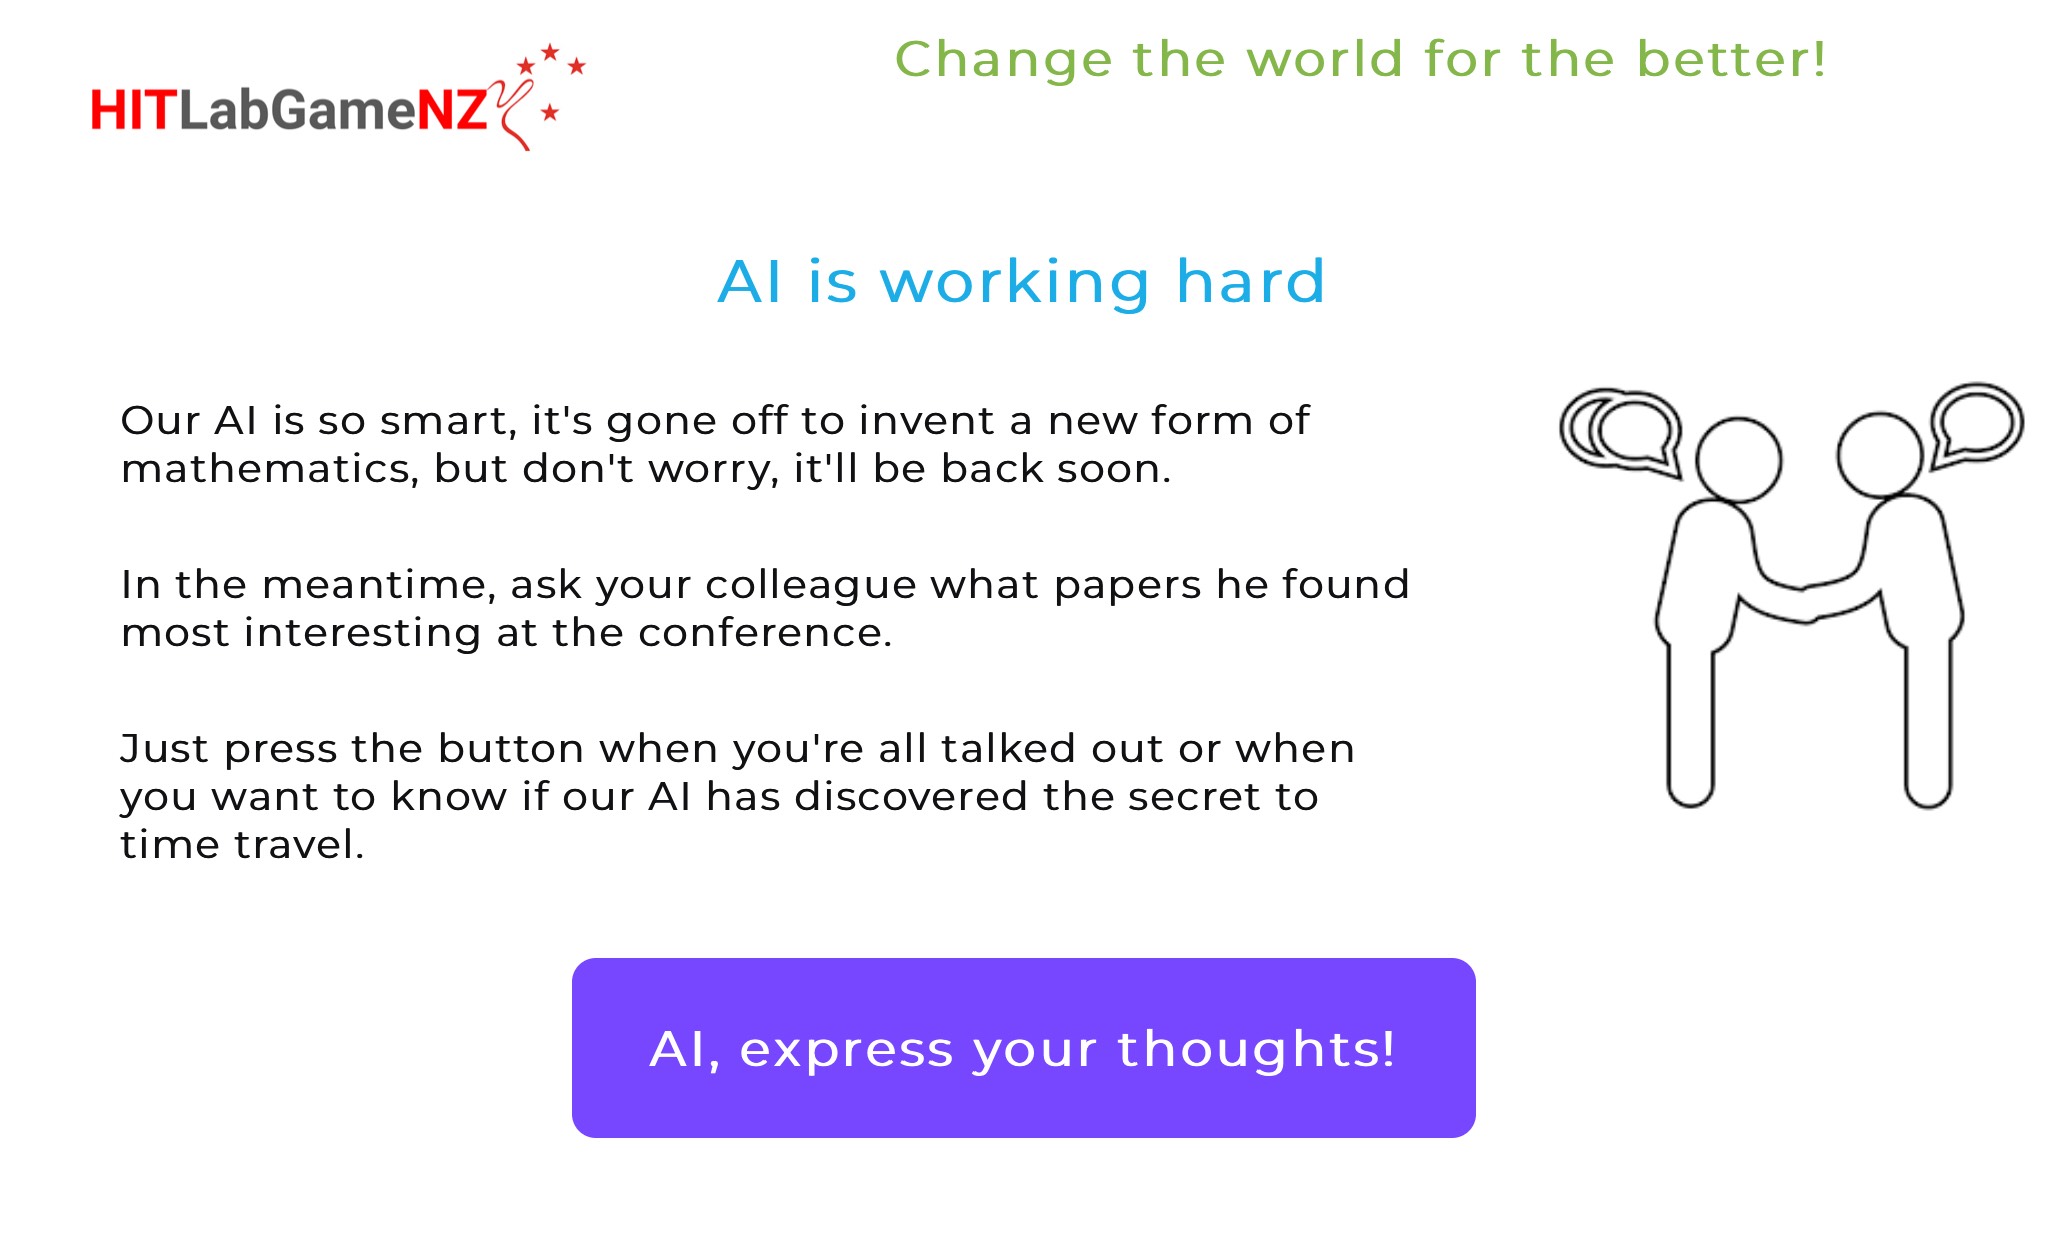 HITLabGameNZ
Change the world for the better!
AI is working hard
Our AI is so smart, it's gone off to invent a new form of
mathematics, but don't worry, it'll be back soon.
In the meantime, ask your colleague what papers he found
most interesting at the conference.
Just press the button when you're all talked out or when
you want to know if our AI has discovered the secret to
time travel.
AI, express your thoughts!